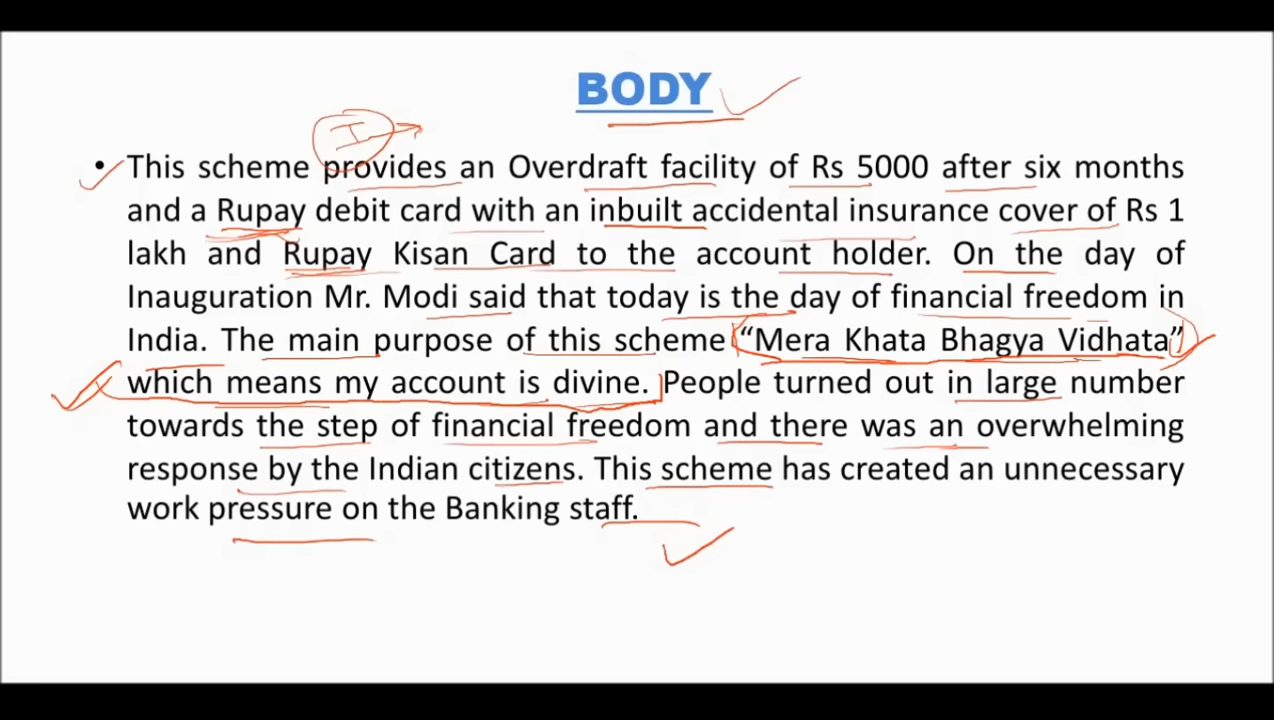 BODY
I
• This scheme provides an Overdraft facility of Rs 5000 after six months
and a Rupay debit card with an inbuilt accidental insurance cover of Rs 1
lakh and Rupay Kisan Card to the account holder. On the day of
Inauguration Mr. Modi said that today is the day of financial freedom in
India. The main purpose of this scheme “Mera Khata Bhagya Vidhata”
which means my account is divine. People turned out in large number
towards the step of financial freedom and there was an overwhelming
response by the Indian citizens. This scheme has created an unnecessary
work pressure on the Banking staff.